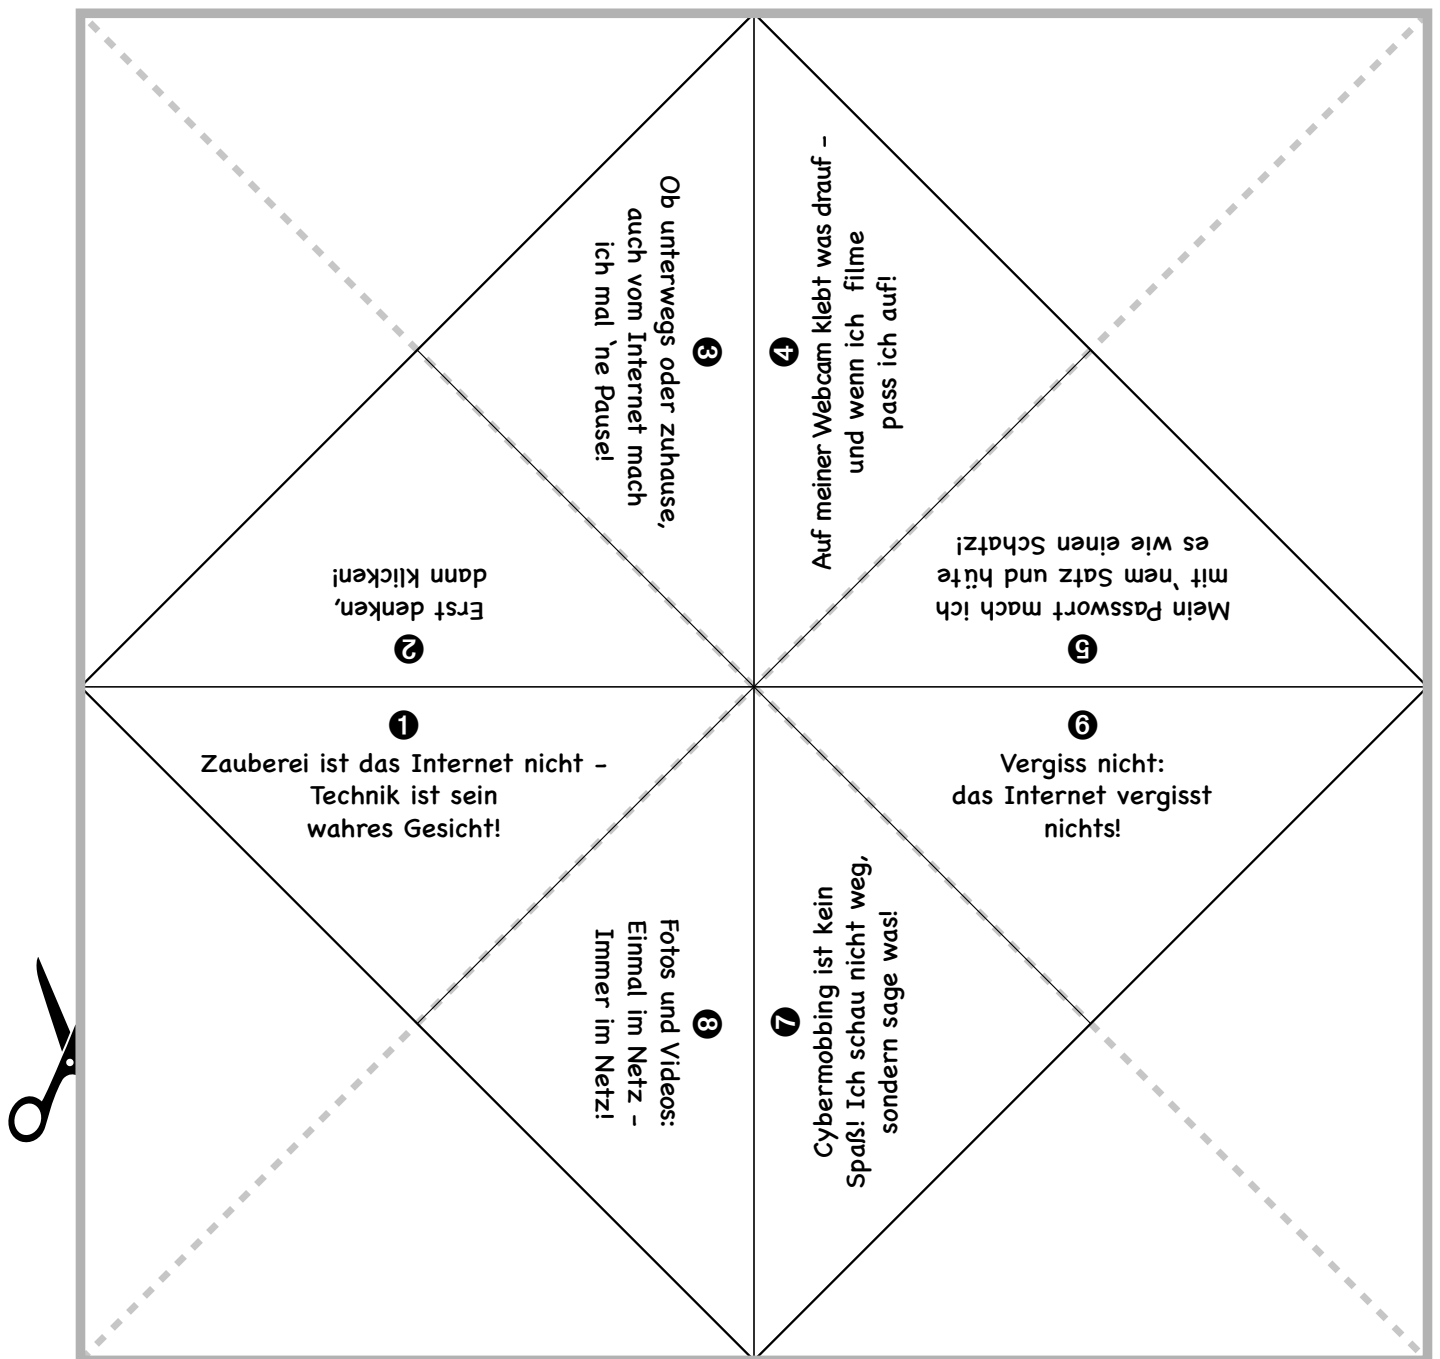 ❶
Zauberei ist das Internet nicht –
Technik ist sein
wahres Gesicht!
❷
Erst denken,
dann klicken!
❸
Ob unterwegs oder zuhause,
auch vom Internet mach
ich mal `ne Pause!
❹
Auf meiner Webcam klebt was drauf –
und wenn ich filme
pass ich auf!
❺
Mein Passwort mach ich
mit `nem Satz und hüte
es wie einen Schatz!
❻
Vergiss nicht:
das Internet vergisst
nichts!
❼
Cybermobbing ist kein
Spaß! Ich schau nicht weg,
sondern sage was!
❽
Fotos und Videos:
Einmal im Netz –
Immer im Netz!